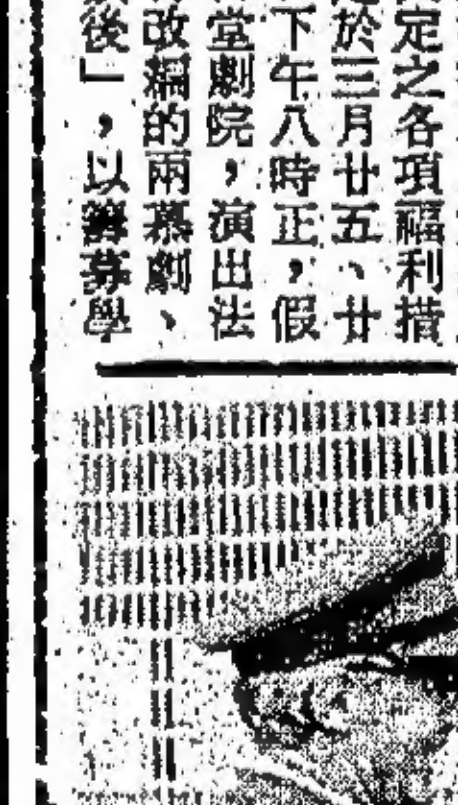 定之各項福利措
於三月廿五、廿
下午八時正，假
堂劇院，演出法
改編的兩幕劇、
後」，以籌募學